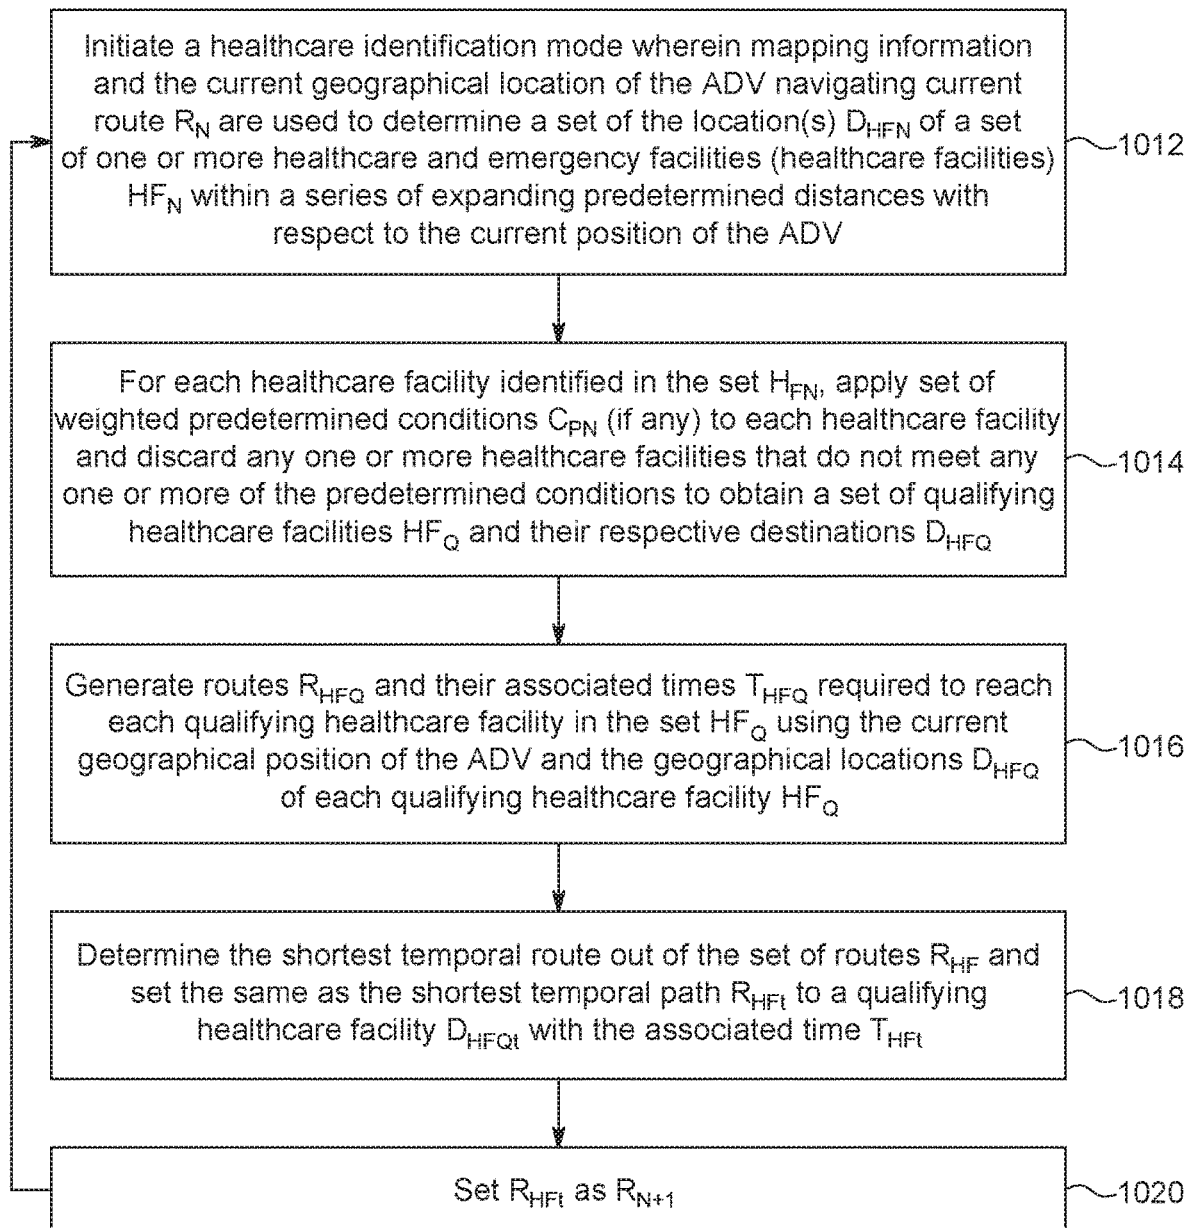 Initiate a healthcare identification mode wherein mapping information
and the current geographical location of the ADV navigating current
route R_N are used to determine a set of the location(s) D_HFN of a set
of one or more healthcare and emergency facilities (healthcare facilities)
HF_N within a series of expanding predetermined distances with
respect to the current position of the ADV
1012
For each healthcare facility identified in the set H_FN, apply set of
weighted predetermined conditions C_PN (if any) to each healthcare facility
and discard any one or more healthcare facilities that do not meet any
one or more of the predetermined conditions to obtain a set of qualifying
healthcare facilities HF_Q and their respective destinations D_HFQ
1014
Generate routes R_HFQ and their associated times T_HFQ required to reach
each qualifying healthcare facility in the set HF_Q using the current
geographical position of the ADV and the geographical locations D_HFQ
of each qualifying healthcare facility HF_Q
1016
Determine the shortest temporal route out of the set of routes R_HF and
set the same as the shortest temporal path R_HFt to a qualifying
healthcare facility D_HFQt with the associated time T_HFt
1018
Set R_HFt as R_N+1
1020